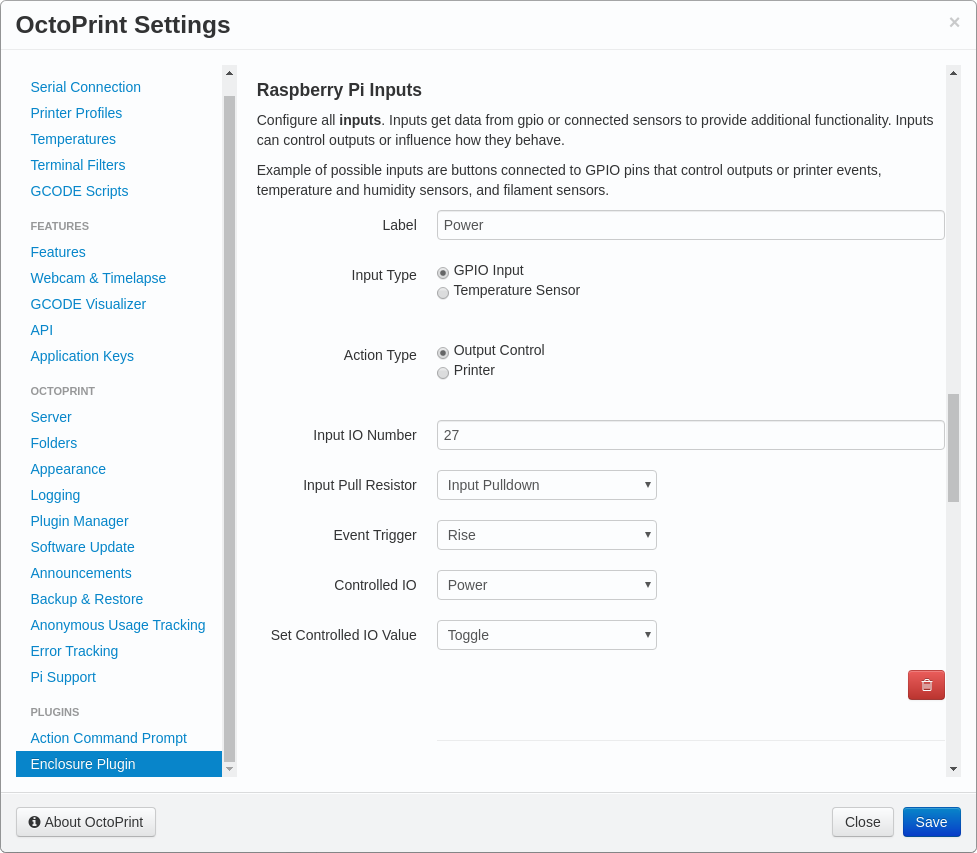 OctoPrint Settings
×
Serial Connection
Printer Profiles
Temperatures
Terminal Filters
GCODE Scripts
FEATURES
Features
Webcam & Timelapse
GCODE Visualizer
API
Application Keys
OCTOPRINT
Server
Folders
Appearance
Logging
Plugin Manager
Software Update
Announcements
Backup & Restore
Anonymous Usage Tracking
Error Tracking
Pi Support
PLUGINS
Action Command Prompt
Enclosure Plugin
Raspberry Pi Inputs
Configure all inputs. Inputs get data from gpio or connected sensors to provide additional functionality. Inputs
can control outputs or influence how they behave.
Example of possible inputs are buttons connected to GPIO pins that control outputs or printer events,
temperature and humidity sensors, and filament sensors.
Label Power
Input Type GPIO Input
Temperature Sensor
Action Type Output Control
Printer
Input IO Number 27
Input Pull Resistor Input Pulldown
Event Trigger Rise
Controlled IO Power
Set Controlled IO Value Toggle
About OctoPrint Close Save